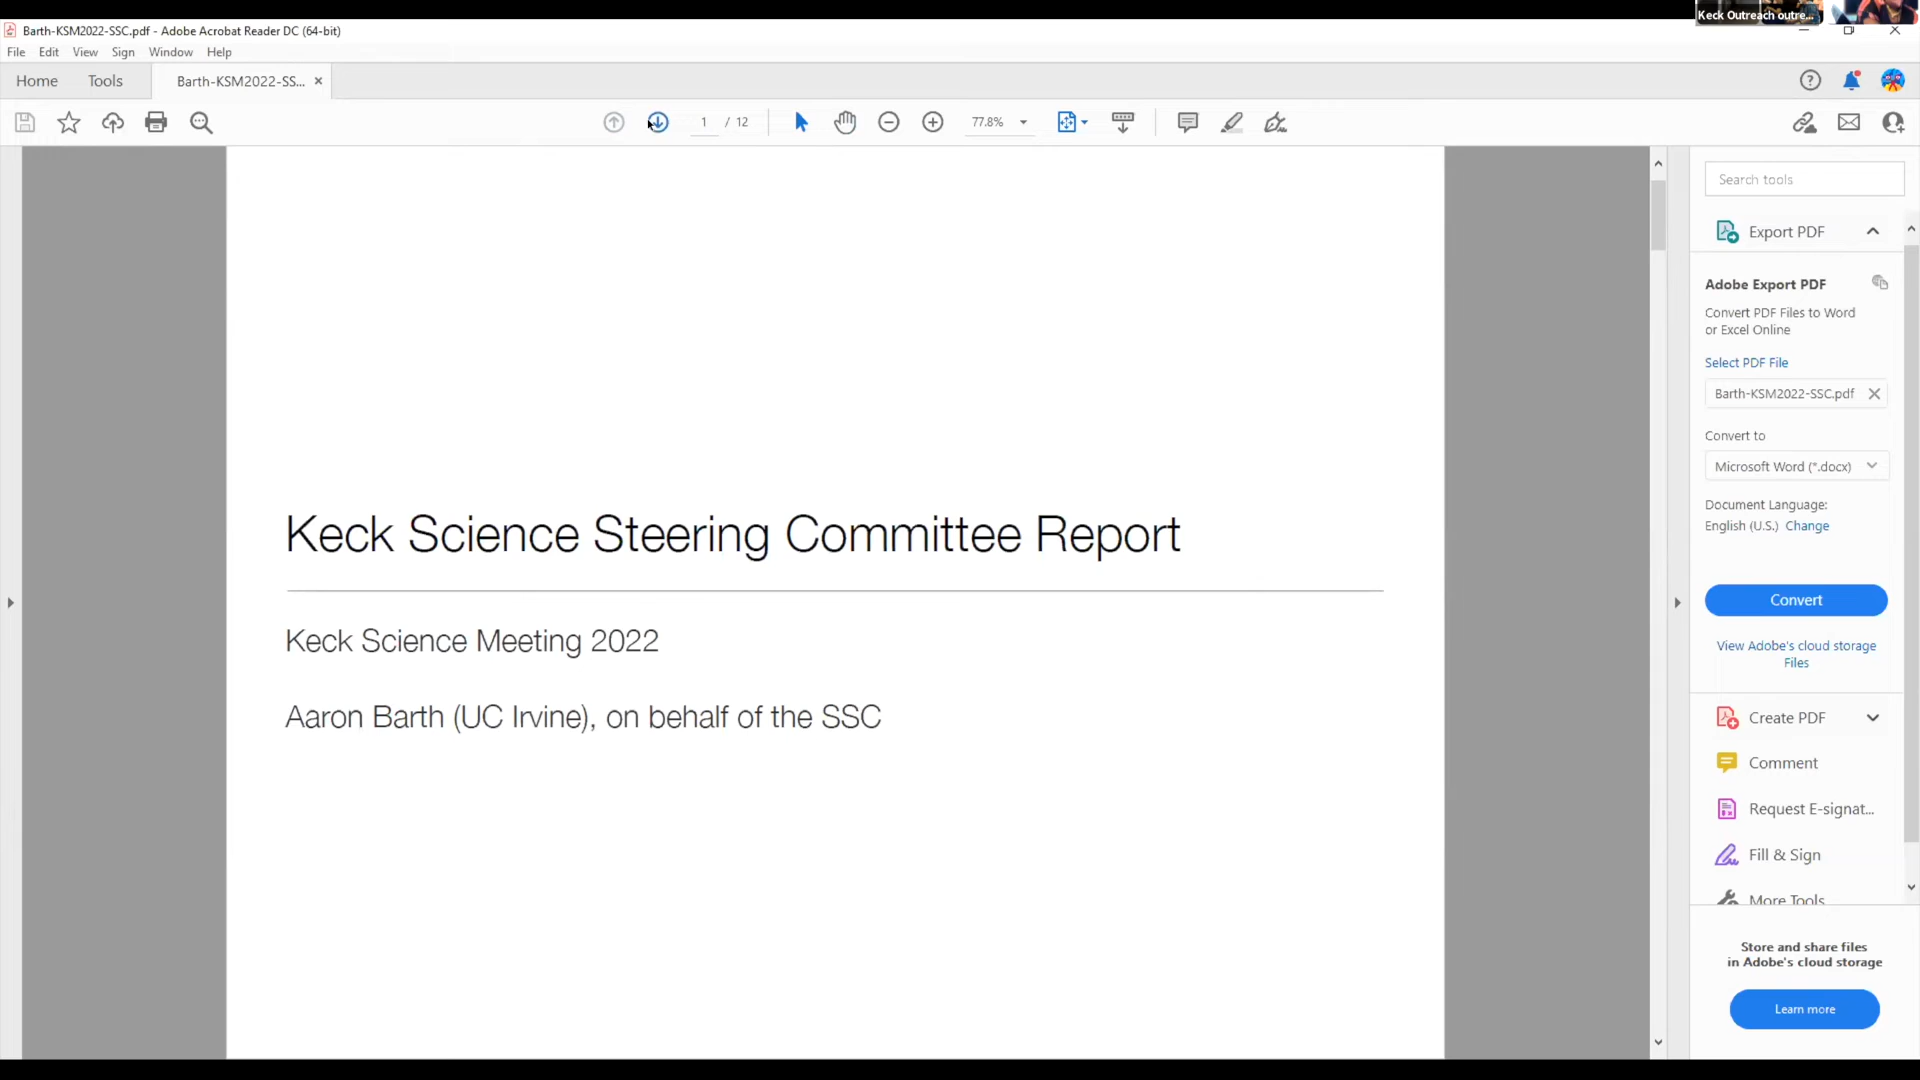 Keck Outreach outre...
Barth-KSM2022-SSC.pdf - Adobe Acrobat Reader DC (64-bit)
File Edit View Sign Window Help
Home Tools Barth-KSM2022-SS...
1 / 12 77.8%
Search tools
Export PDF
Adobe Export PDF
Convert PDF Files to Word
or Excel Online
Select PDF File
Barth-KSM2022-SSC.pdf
Convert to
Microsoft Word (*.docx)
Document Language:
English (U.S.) Change
Convert
View Adobe's cloud storage
Files
Create PDF
Comment
Request E-signat...
Fill & Sign
More Tools
Store and share files
in Adobe's cloud storage
Learn more
Keck Science Steering Committee Report
Keck Science Meeting 2022
Aaron Barth (UC Irvine), on behalf of the SSC